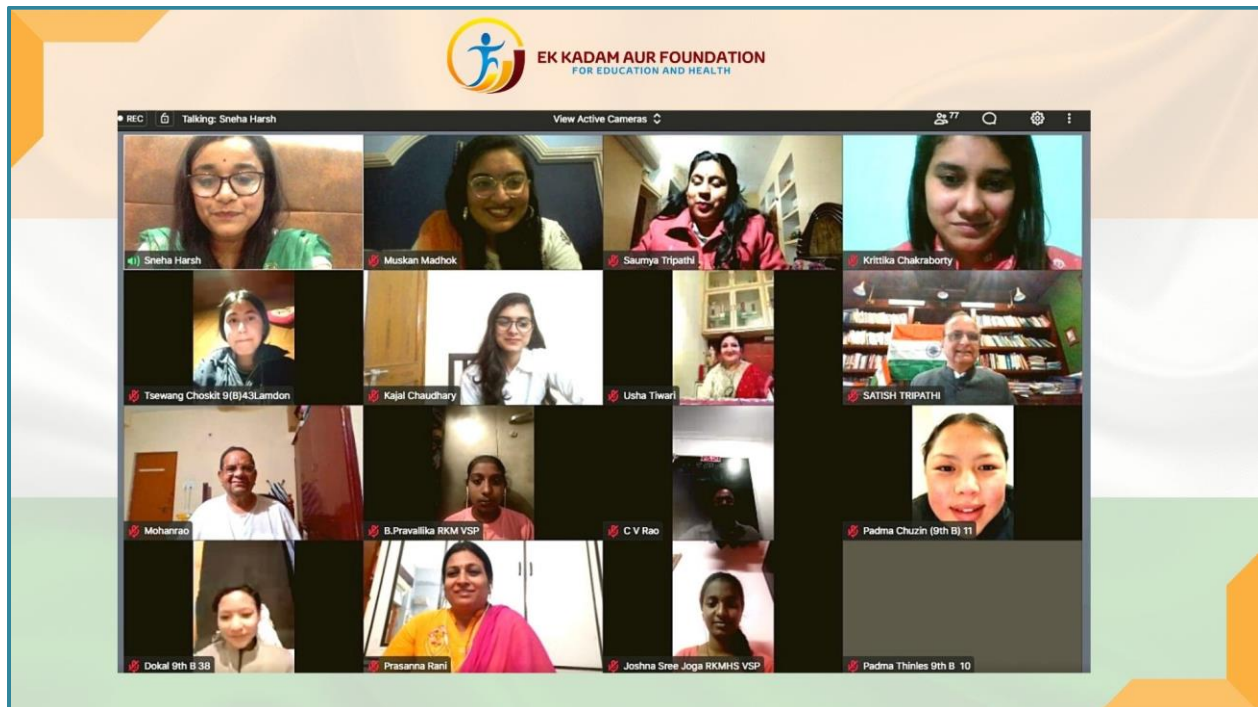 EK KADAM AUR FOUNDATION
FOR EDUCATION AND HEALTH
REC Talking: Sneha Harsh View Active Cameras 77
Sneha Harsh
Muskan Madhok
Saumya Tripathi
Krittika Chakraborty
Tsewang Choskit 9(B)43Lamdon
Kajal Chaudhary
Usha Tiwari
SATISH TRIPATHI
Mohanrao
B.Pravallika RKM VSP
C V Rao
Padma Chuzin (9th B) 11
Dokal 9th B 38
Prasanna Rani
Joshna Sree Joga RKMHS VSP
Padma Thinles 9th B 10